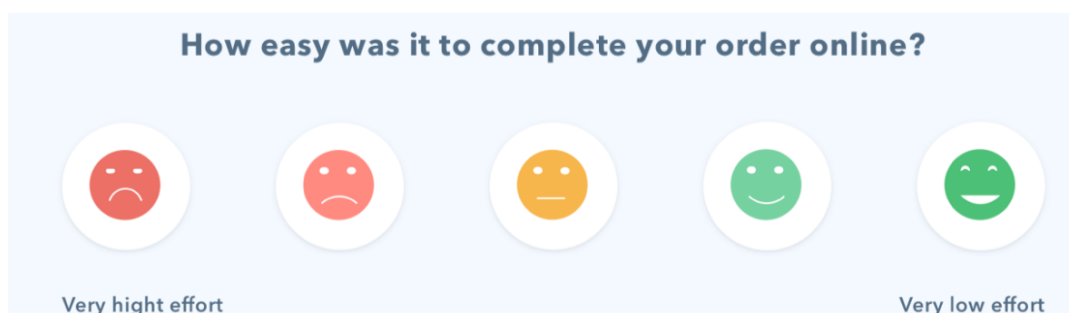 How easy was it to complete your order online?
Very hight effort
Very low effort